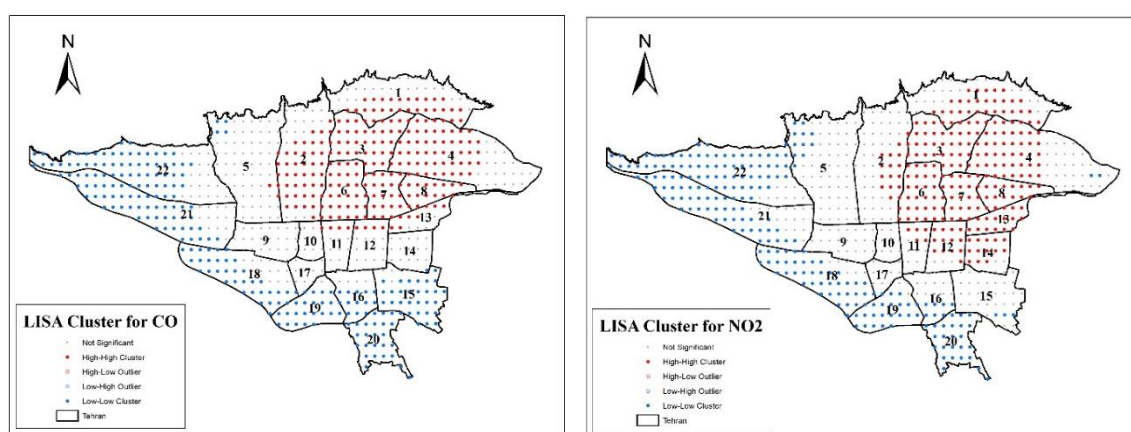 N
1
2
3
4
5
6
7
8
9
10
11
12
13
14
15
16
17
18
19
20
21
22
LISA Cluster for CO
Not Significant
High-High Cluster
High-Low Outlier
Low-High Outlier
Low-Low Cluster
Tehran
N
1
2
3
4
5
6
7
8
9
10
11
12
13
14
15
16
17
18
19
20
21
22
LISA Cluster for NO2
Not Significant
High-High Cluster
High-Low Outlier
Low-High Outlier
Low-Low Cluster
Tehran